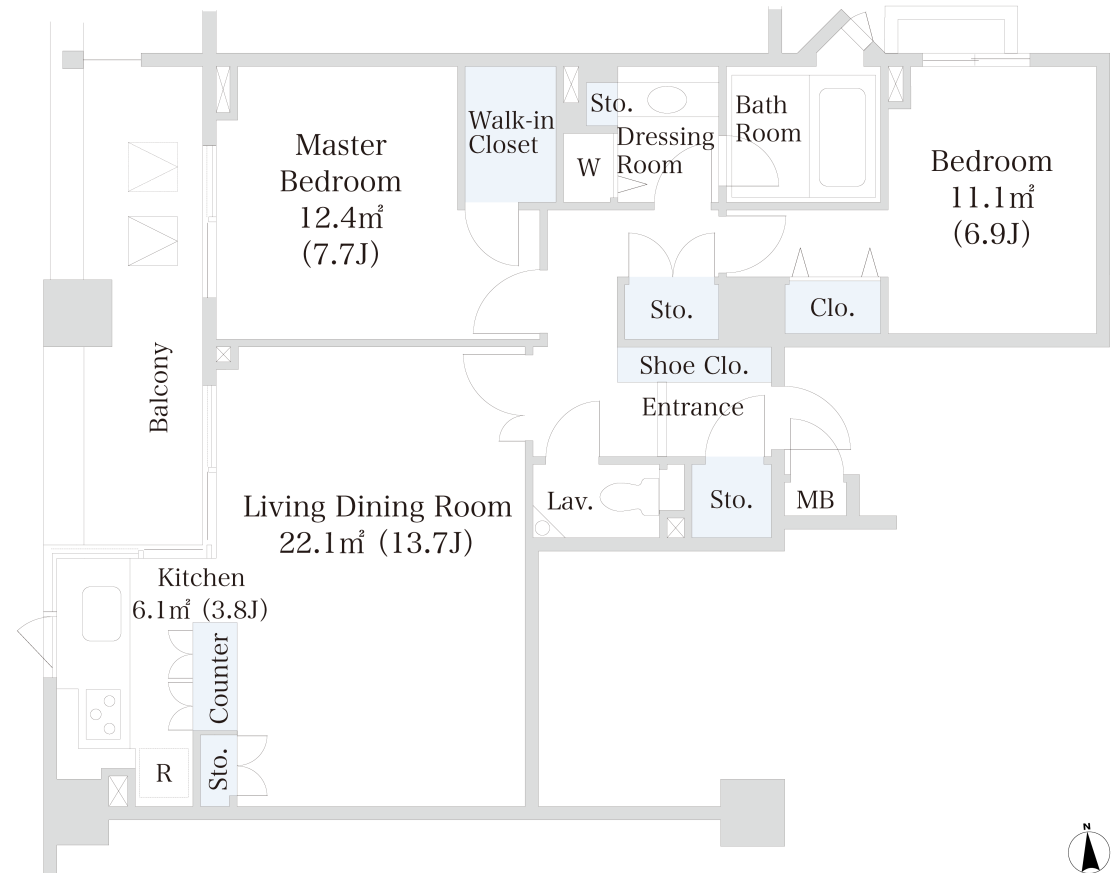 Master
Bedroom
12.4㎡
(7.7J)
Walk-in
Closet
Sto.
W
Dressing
Room
Bath
Room
Bedroom
11.1㎡
(6.9J)
Sto.
Clo.
Shoe Clo.
Entrance
Balcony
Living Dining Room
22.1㎡ (13.7J)
Lav.
Sto.
MB
Kitchen
6.1㎡ (3.8J)
Counter
Sto.
R
N